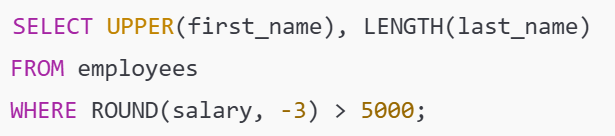 SELECT UPPER(first_name), LENGTH(last_name)
FROM employees
WHERE ROUND(salary, -3) > 5000;